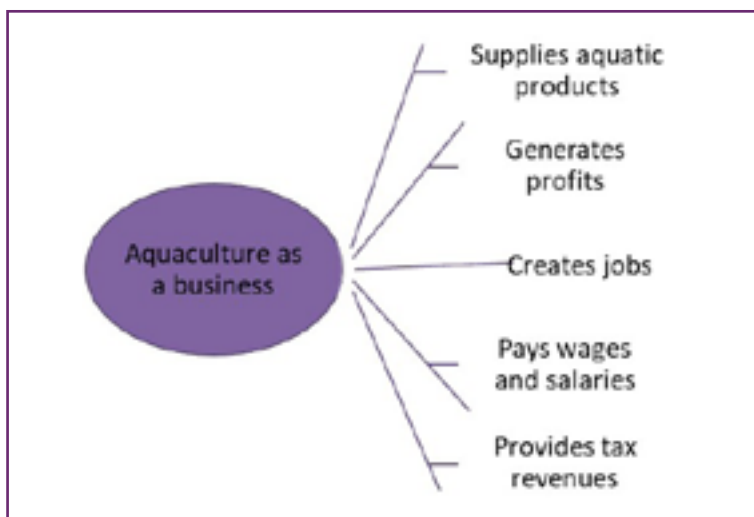 Aquaculture as
a business
Supplies aquatic
products
Generates
profits
Creates jobs
Pays wages
and salaries
Provides tax
revenues